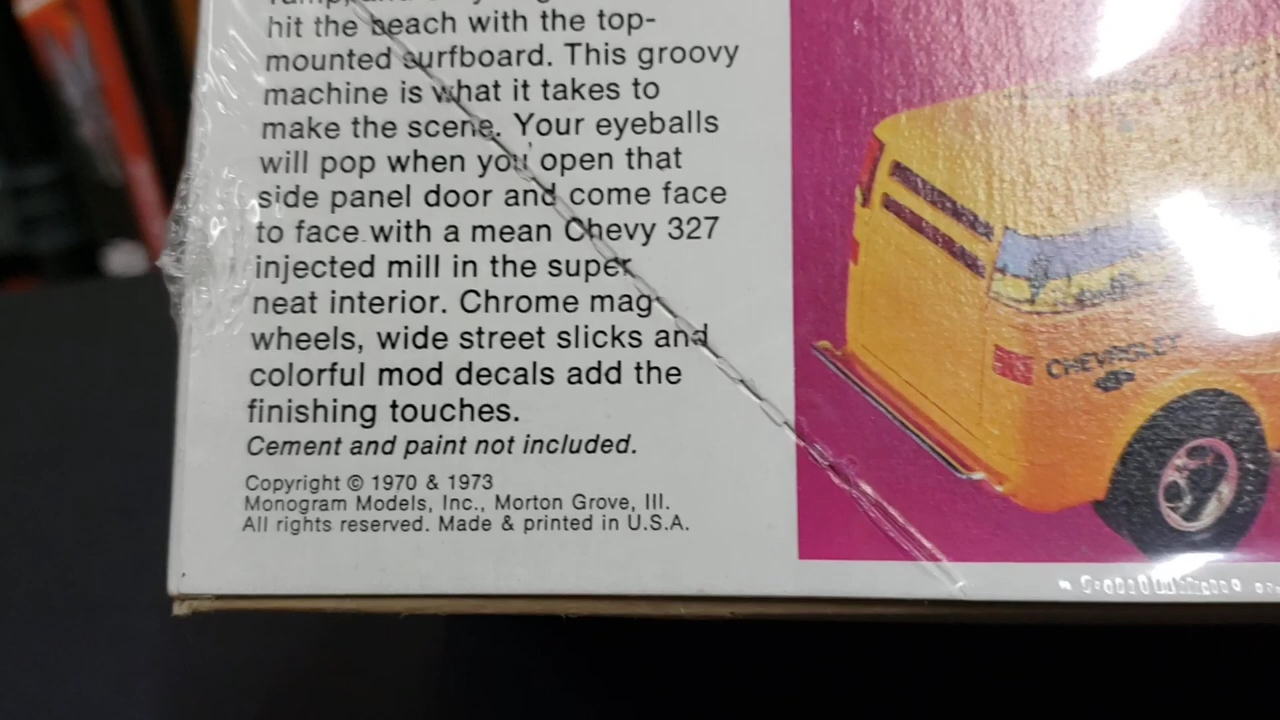 hit the beach with the top-
mounted surfboard. This groovy
machine is what it takes to
make the scene. Your eyeballs
will pop when you open that
side panel door and come face
to face with a mean Chevy 327
injected mill in the super
neat interior. Chrome mag
wheels, wide street slicks and
colorful mod decals add the
finishing touches.
Cement and paint not included.
Copyright © 1970 & 1973
Monogram Models, Inc., Morton Grove, Ill.
All rights reserved. Made & printed in U.S.A.
CHEVROLET